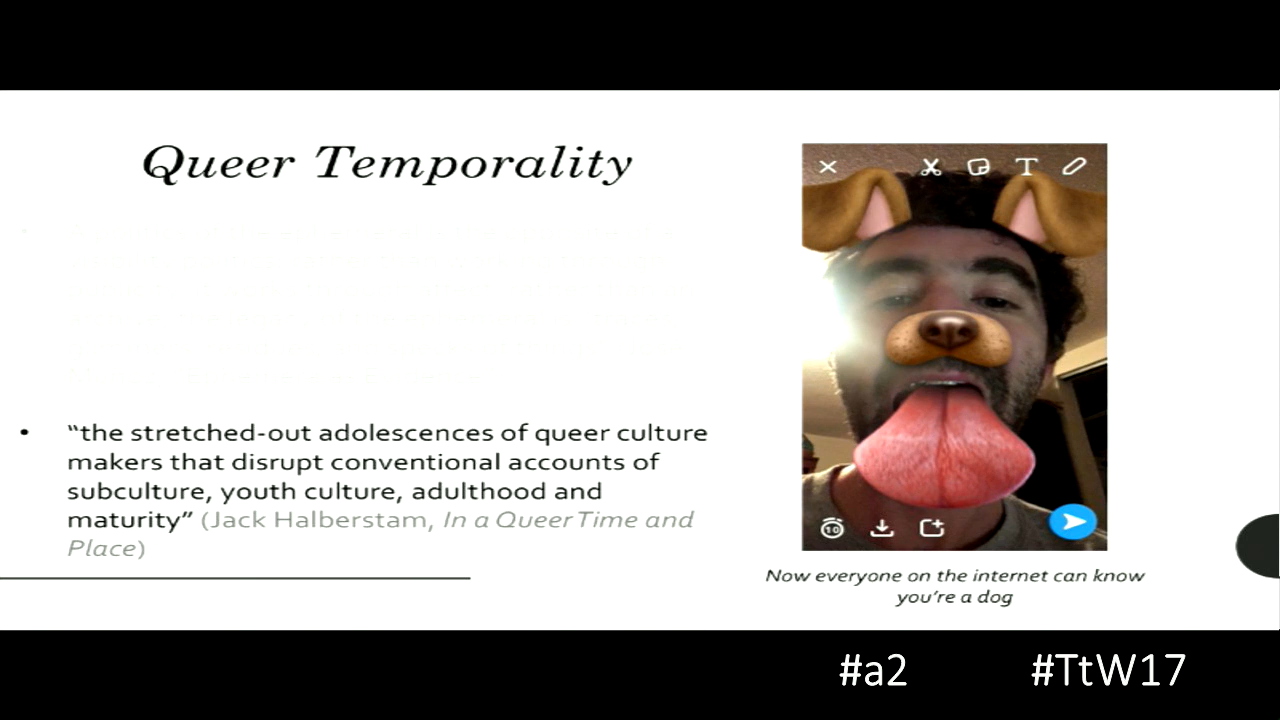 Queer Temporality
• "the stretched-out adolescences of queer culture
makers that disrupt conventional accounts of
subculture, youth culture, adulthood and
maturity" (Jack Halberstam, In a Queer Time and
Place)
T
10
Now everyone on the internet can know
you're a dog
#a2 #TtW17